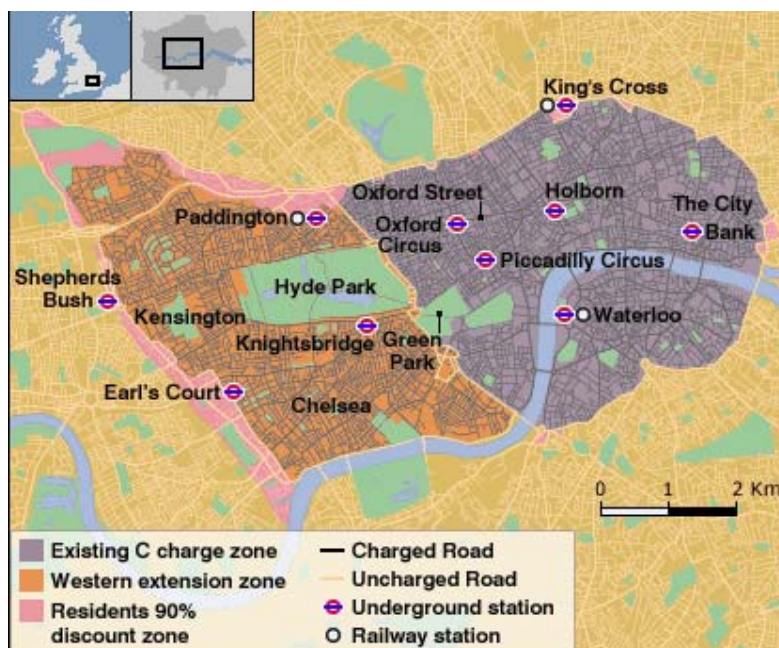 King's Cross
Oxford Street
Holborn
The City
Paddington
Oxford
Circus
Bank
Piccadilly Circus
Shepherds
Bush
Hyde Park
Kensington
Waterloo
Knightsbridge
Green
Park
Earl's Court
Chelsea
0 1 2 Km
Existing C charge zone
Western extension zone
Residents 90%
discount zone
Charged Road
Uncharged Road
Underground station
Railway station